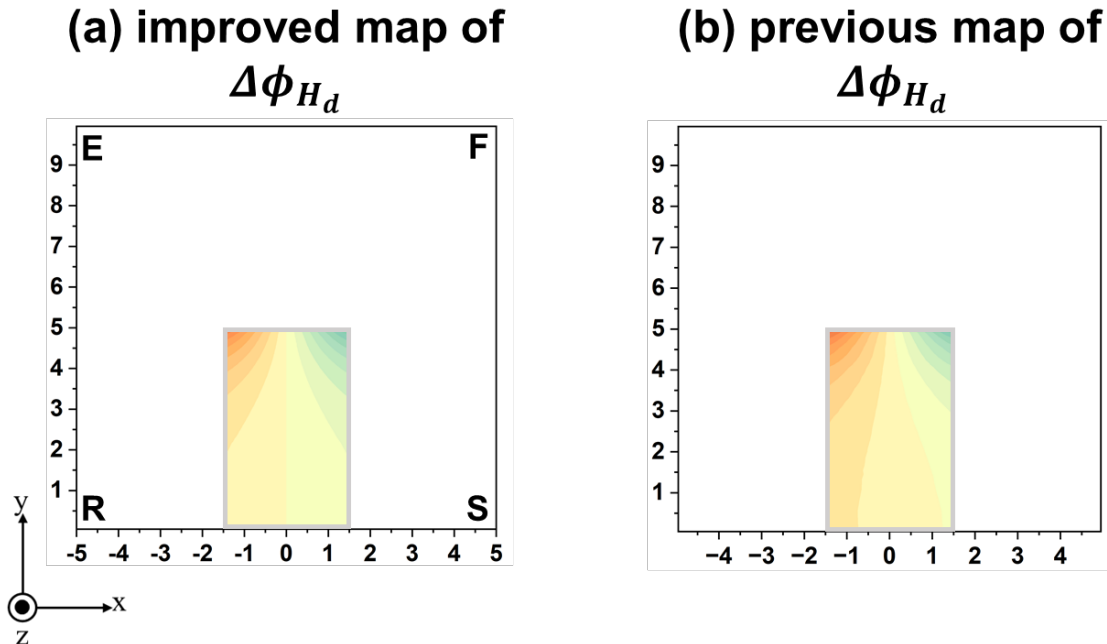 (a) improved map of
Δϕ_{H_d}
(b) previous map of
Δϕ_{H_d}
E F
9
8
7
6
5
4
3
2
1
R S
-5 -4 -3 -2 -1 0 1 2 3 4 5
9
8
7
6
5
4
3
2
1
−4 −3 −2 −1 0 1 2 3 4
y
x
z